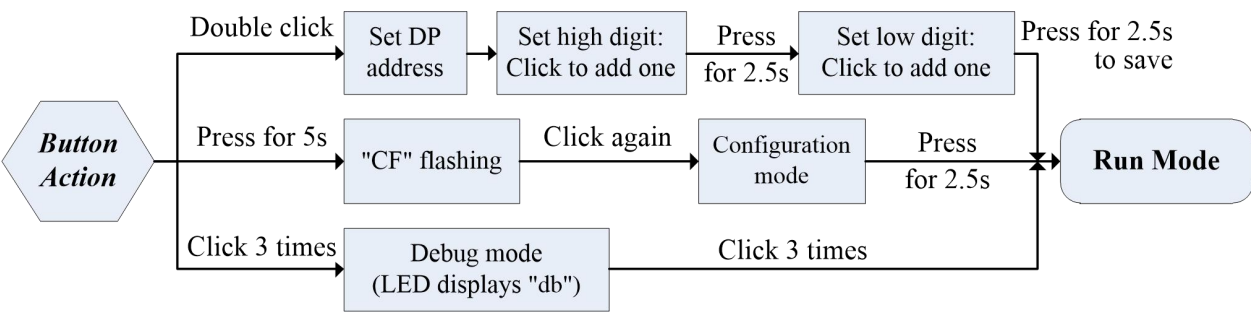 Double click
Set DP
address
Set high digit:
Click to add one
Press
for 2.5s
Set low digit:
Click to add one
Press for 2.5s
to save
Button
Action
Press for 5s
"CF" flashing
Click again
Configuration
mode
Press
for 2.5s
Run Mode
Click 3 times
Debug mode
(LED displays "db")
Click 3 times